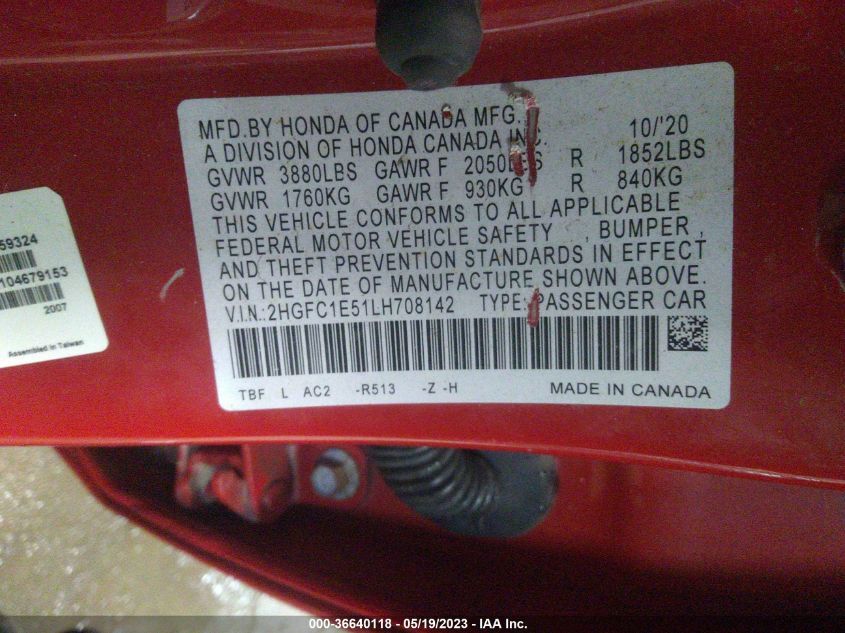 MFD. BY HONDA OF CANADA MFG. 10/'20
A DIVISION OF HONDA CANADA INC.
GVWR 3880LBS GAWR F 2050LBS R 1852LBS
GVWR 1760KG GAWR F 930KG R 840KG
THIS VEHICLE CONFORMS TO ALL APPLICABLE
FEDERAL MOTOR VEHICLE SAFETY , BUMPER ,
AND THEFT PREVENTION STANDARDS IN EFFECT
ON THE DATE OF MANUFACTURE SHOWN ABOVE.
V.I.N.: 2HGFC1E51LH708142 TYPE: PASSENGER CAR
TBF L AC2 -R513 -Z -H MADE IN CANADA
59324
104679153
2007
Assembled in Taiwan
000-36640118 - 05/19/2023 - IAA Inc.